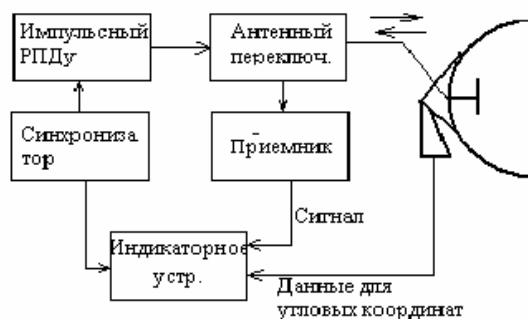 Импульсный
РПДу
Антенный
переключ.
Синхрониза
тор
Приемник
Сигнал
Индикаторное
устр.
Данные для
угловых координат